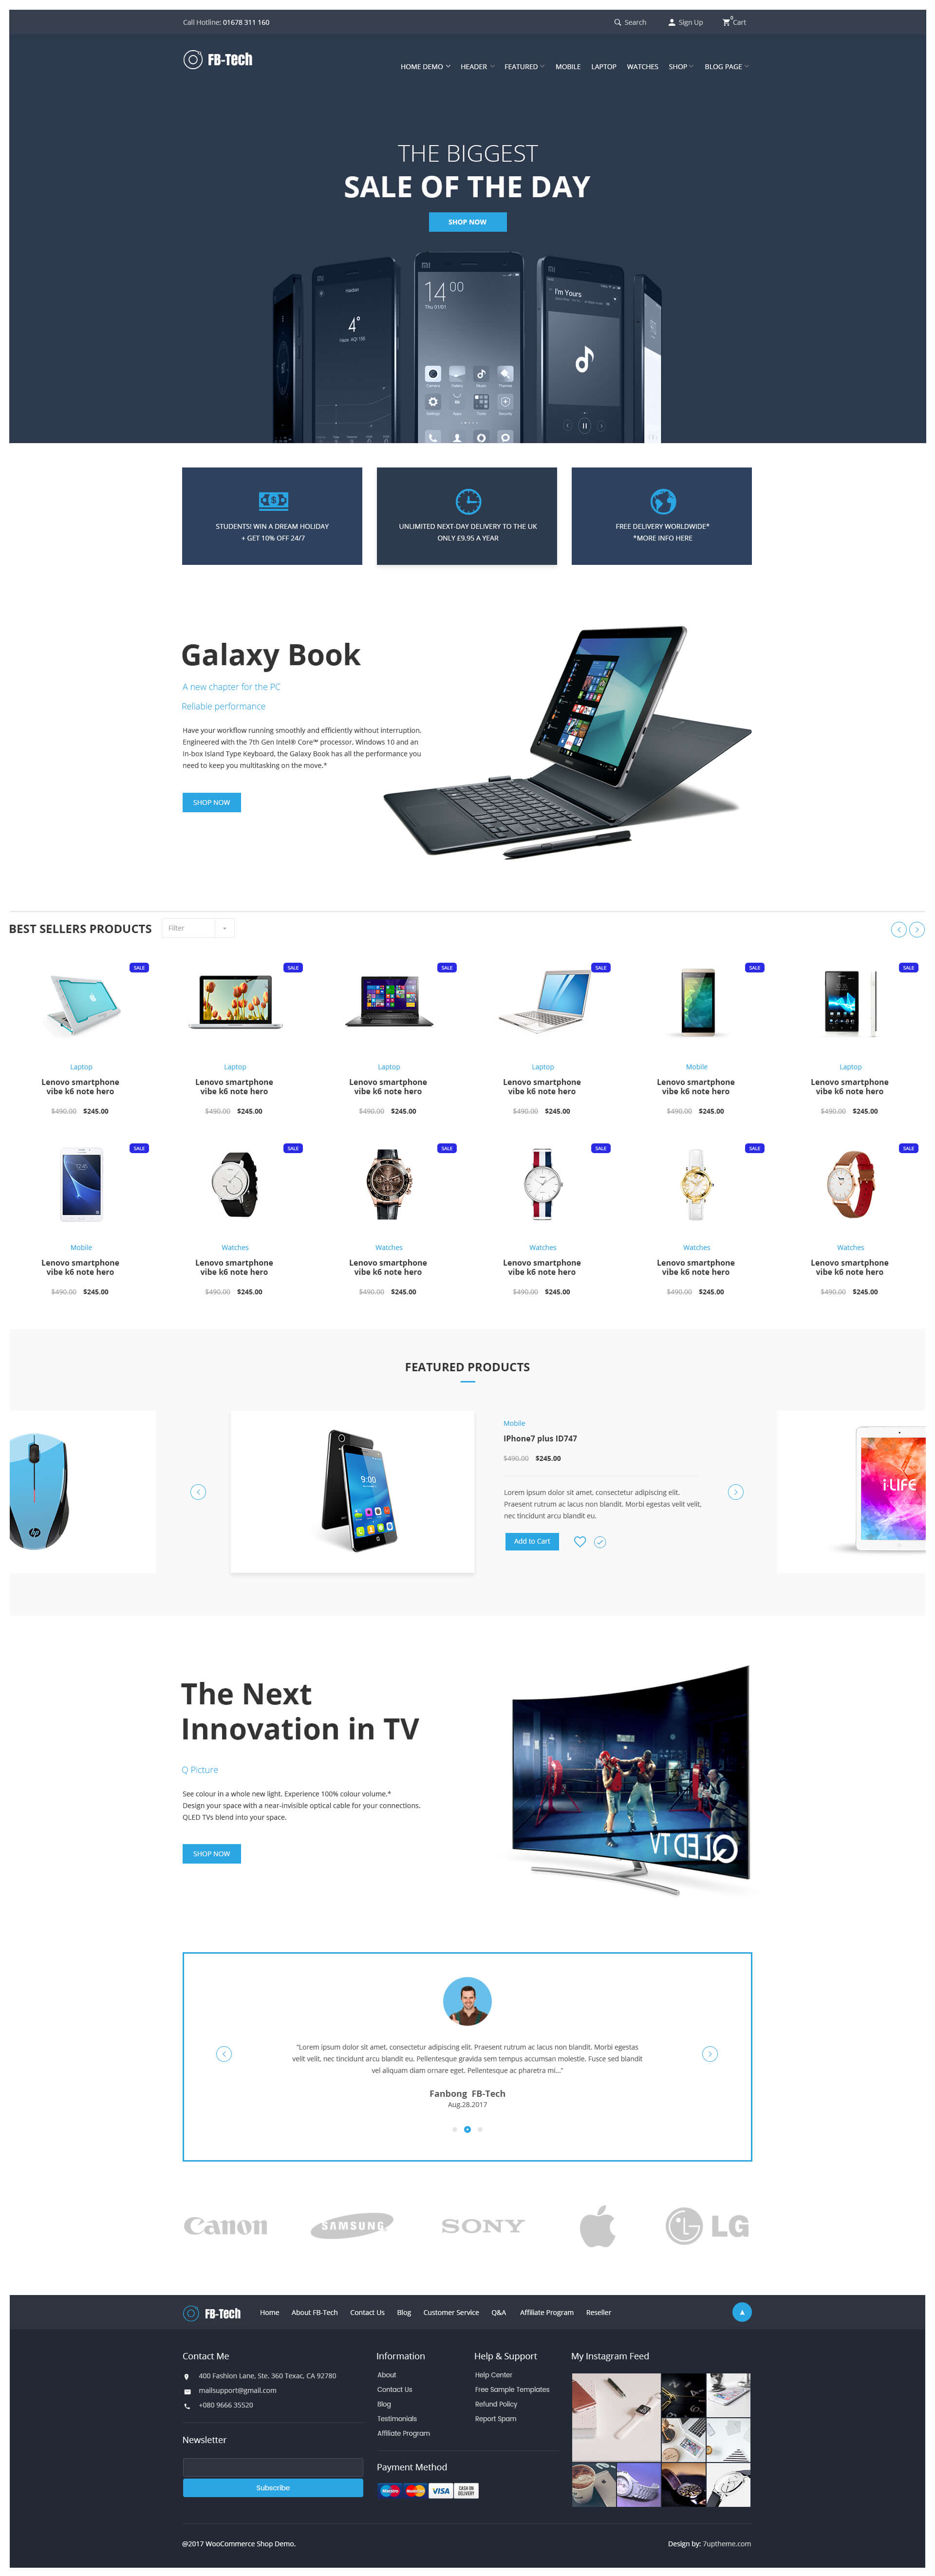 Call Hotline: 01678 311 160
Search
Sign Up
0
Cart
FB-Tech
HOME DEMO
HEADER
FEATURED
MOBILE
LAPTOP
WATCHES
SHOP
BLOG PAGE
THE BIGGEST
SALE OF THE DAY
SHOP NOW
14 00
Thu 01/01
4°
I'm Yours
STUDENTS! WIN A DREAM HOLIDAY
+ GET 10% OFF 24/7
UNLIMITED NEXT-DAY DELIVERY TO THE UK
ONLY £9.95 A YEAR
FREE DELIVERY WORLDWIDE*
*MORE INFO HERE
Galaxy Book
A new chapter for the PC
Reliable performance
Have your workflow running smoothly and efficiently without interruption.
Engineered with the 7th Gen Intel® Core™ processor, Windows 10 and an
in-box Island Type Keyboard, the Galaxy Book has all the performance you
need to keep you multitasking on the move.*
SHOP NOW
BEST SELLERS PRODUCTS
Filter
SALE
SALE
SALE
SALE
SALE
SALE
Laptop
Laptop
Laptop
Laptop
Mobile
Laptop
Lenovo smartphone
vibe k6 note hero
Lenovo smartphone
vibe k6 note hero
Lenovo smartphone
vibe k6 note hero
Lenovo smartphone
vibe k6 note hero
Lenovo smartphone
vibe k6 note hero
Lenovo smartphone
vibe k6 note hero
$490.00 $245.00
$490.00 $245.00
$490.00 $245.00
$490.00 $245.00
$490.00 $245.00
$490.00 $245.00
SALE
SALE
SALE
SALE
SALE
SALE
Mobile
Watches
Watches
Watches
Watches
Watches
Lenovo smartphone
vibe k6 note hero
Lenovo smartphone
vibe k6 note hero
Lenovo smartphone
vibe k6 note hero
Lenovo smartphone
vibe k6 note hero
Lenovo smartphone
vibe k6 note hero
Lenovo smartphone
vibe k6 note hero
$490.00 $245.00
$490.00 $245.00
$490.00 $245.00
$490.00 $245.00
$490.00 $245.00
$490.00 $245.00
FEATURED PRODUCTS
hp
9:00
Mobile
IPhone7 plus ID747
$490.00 $245.00
Lorem ipsum dolor sit amet, consectetur adipiscing elit.
Praesent rutrum ac lacus non blandit. Morbi egestas velit velit,
nec tincidunt arcu blandit eu.
Add to Cart
i·LIFE
The Next
Innovation in TV
Q Picture
See colour in a whole new light. Experience 100% colour volume.*
Design your space with a near-invisible optical cable for your connections.
QLED TVs blend into your space.
SHOP NOW
QLED TV
"Lorem ipsum dolor sit amet, consectetur adipiscing elit. Praesent rutrum ac lacus non blandit. Morbi egestas
velit velit, nec tincidunt arcu blandit eu. Pellentesque gravida sem tempus accumsan molestie. Fusce sed blandit
vel aliquam diam ornare eget. Pellentesque ac pharetra mi..."
Fanbong FB-Tech
Aug.28.2017
Canon
SAMSUNG
SONY
LG
FB-Tech
Home
About FB-Tech
Contact Us
Blog
Customer Service
Q&A
Affiliate Program
Reseller
Contact Me
400 Fashion Lane, Ste. 360 Texac, CA 92780
mailsupport@gmail.com
+080 9666 35520
Newsletter
Subscribe
Information
About
Contact Us
Blog
Testimonials
Affiliate Program
Help & Support
Help Center
Free Sample Templates
Refund Policy
Report Spam
Payment Method
Maestro
MasterCard
VISA
CASH ON
DELIVERY
My Instagram Feed
@2017 WooCommerce Shop Demo.
Design by: 7uptheme.com